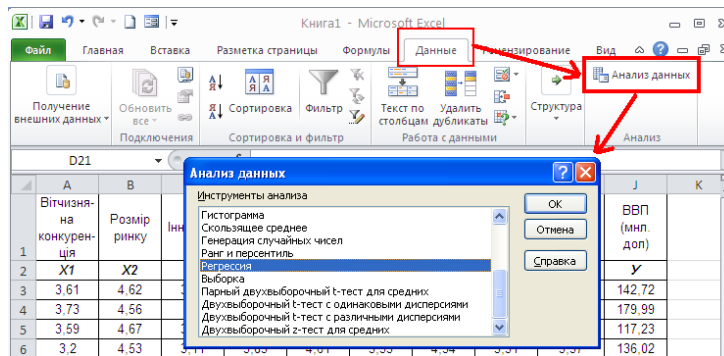 Книга1 - Microsoft Excel
Файл Главная Вставка Разметка страницы Формулы Данные Рецензирование Вид
Получение внешних данных
Обновить все
Сортировка
Фильтр
Текст по столбцам
Удалить дубликаты
Структура
Анализ данных
Подключения
Сортировка и фильтр
Работа с данными
Анализ
D21
Анализ данных
Инструменты анализа
Гистограмма
Скользящее среднее
Генерация случайных чисел
Ранг и персентиль
Регрессия
Выборка
Парный двухвыборочный t-тест для средних
Двухвыборочный t-тест с одинаковыми дисперсиями
Двухвыборочный t-тест с различными дисперсиями
Двухвыборочный z-тест для средних
ОК
Отмена
Справка
A B J K
1 Вітчизня-
на
конкурен-
ція
Розмір
ринку
ВВП
(мнл.
дол)
2 X1 X2 У
3 3,61 4,62 142,72
4 3,73 4,56 179,99
5 3,59 4,67 117,23
6 3,2 4,53 136,02